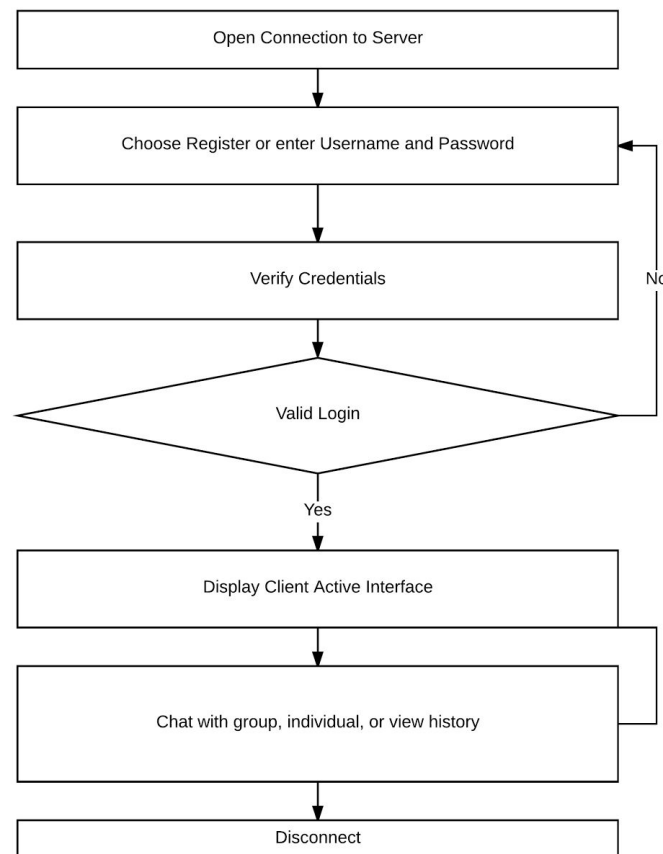 Open Connection to Server
Choose Register or enter Username and Password
Verify Credentials
No
Valid Login
Yes
Display Client Active Interface
Chat with group, individual, or view history
Disconnect